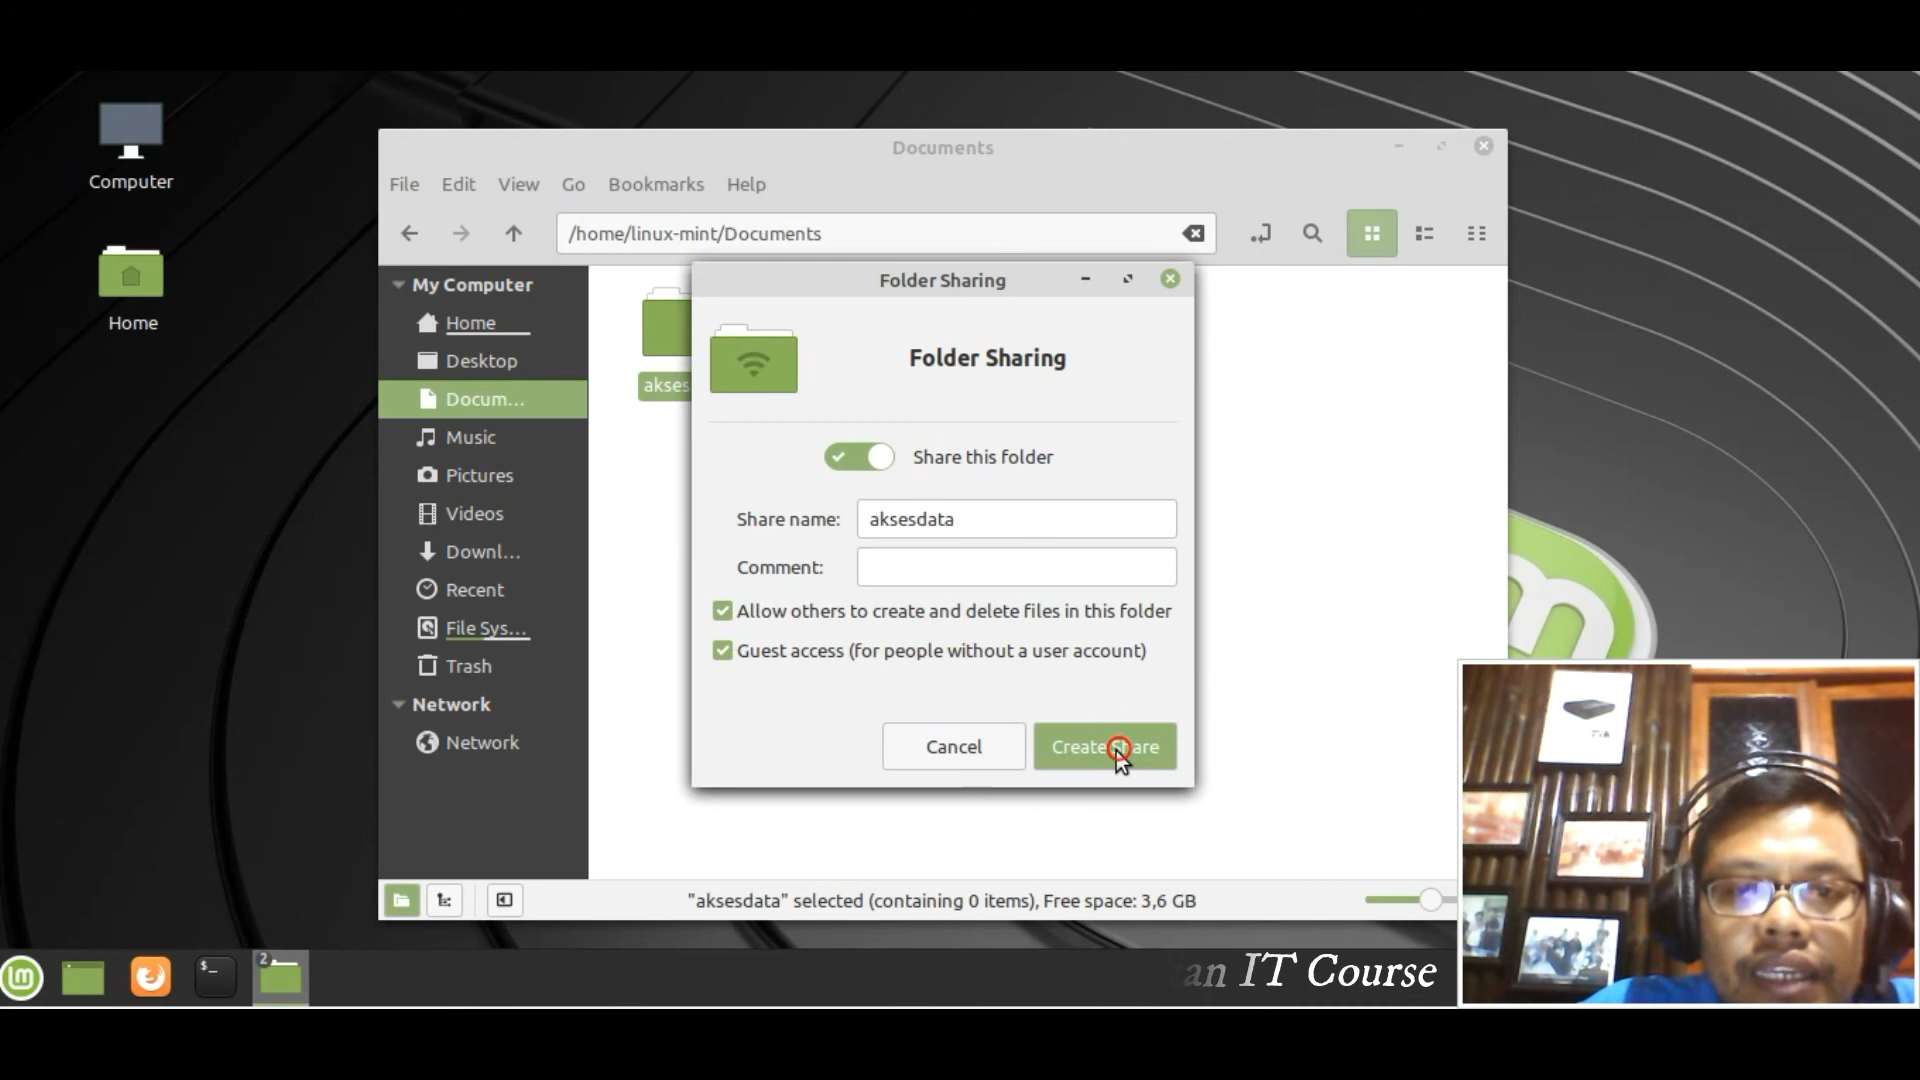 Computer
Home
Documents
File Edit View Go Bookmarks Help
/home/linux-mint/Documents
My Computer
Home
Desktop
Docum...
Music
Pictures
Videos
Downl...
Recent
File Sys...
Trash
Network
Network
akses
Folder Sharing
Folder Sharing
Share this folder
Share name: aksesdata
Comment:
Allow others to create and delete files in this folder
Guest access (for people without a user account)
Cancel
Create Share
"aksesdata" selected (containing 0 items), Free space: 3,6 GB
$_
2
an IT Course